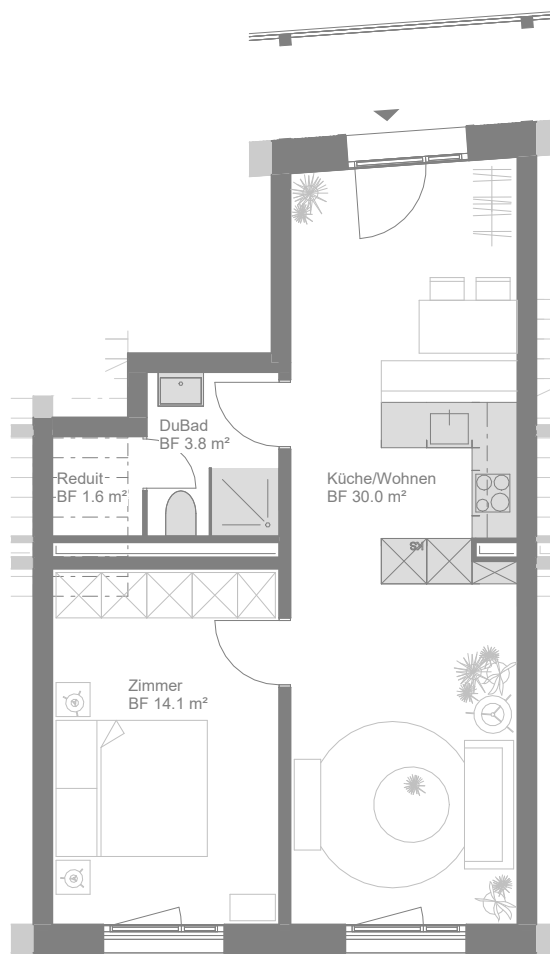 DuBad
BF 3.8 m²
Reduit
BF 1.6 m²
Küche/Wohnen
BF 30.0 m²
KS
Zimmer
BF 14.1 m²